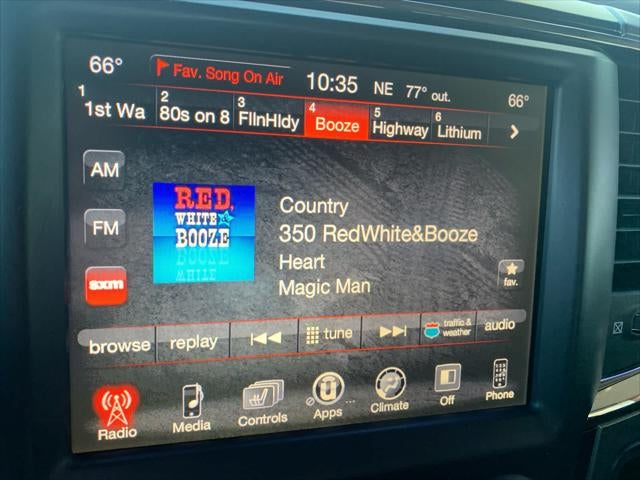 66° Fav. Song On Air 10:35 NE 77° out. 66°
1 2 3 4 5 6
1st Wa 80s on 8 FlInHldy Booze Highway Lithium
AM
FM
sxm
RED,
WHITE
BOOZE
Country
350 RedWhite&Booze
Heart
Magic Man
fav.
browse replay tune traffic & weather audio
Radio Media Controls Apps Climate Off Phone